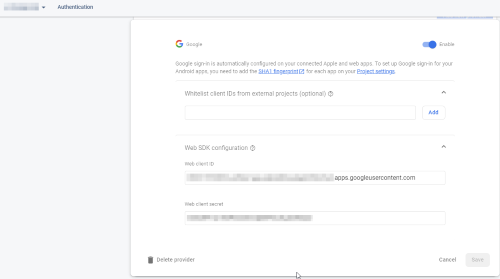 Authentication
Google
Enable
Google sign-in is automatically configured on your connected Apple and web apps. To set up Google sign-in for your
Android apps, you need to add the SHA1 fingerprint for each app on your Project settings.
Whitelist client IDs from external projects (optional)
Add
Web SDK configuration
Web client ID
apps.googleusercontent.com
Web client secret
Delete provider
Cancel
Save